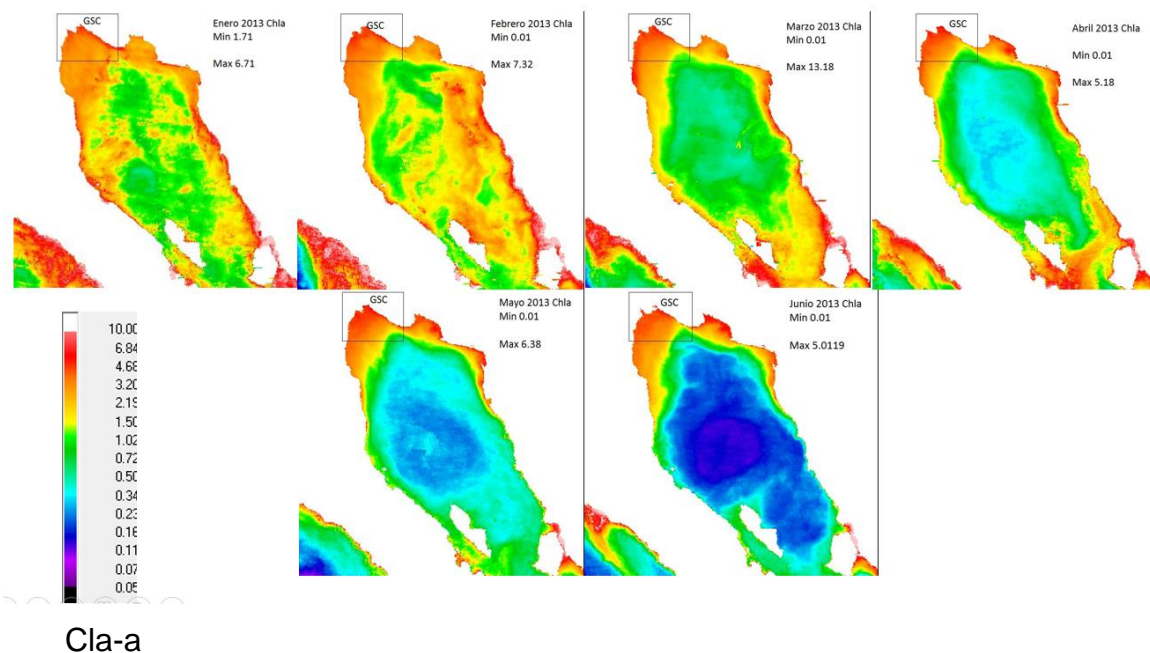 GSC
Enero 2013 Chla
Min 1.71
Max 6.71
GSC
Febrero 2013 Chla
Min 0.01
Max 7.32
GSC
Marzo 2013 Chla
Min 0.01
Max 13.18
GSC
Abril 2013 Chla
Min 0.01
Max 5.18
GSC
Mayo 2013 Chla
Min 0.01
Max 6.38
GSC
Junio 2013 Chla
Min 0.01
Max 5.0119
10.00
6.84
4.68
3.20
2.19
1.50
1.02
0.72
0.50
0.34
0.23
0.16
0.11
0.07
0.05
Cla-a